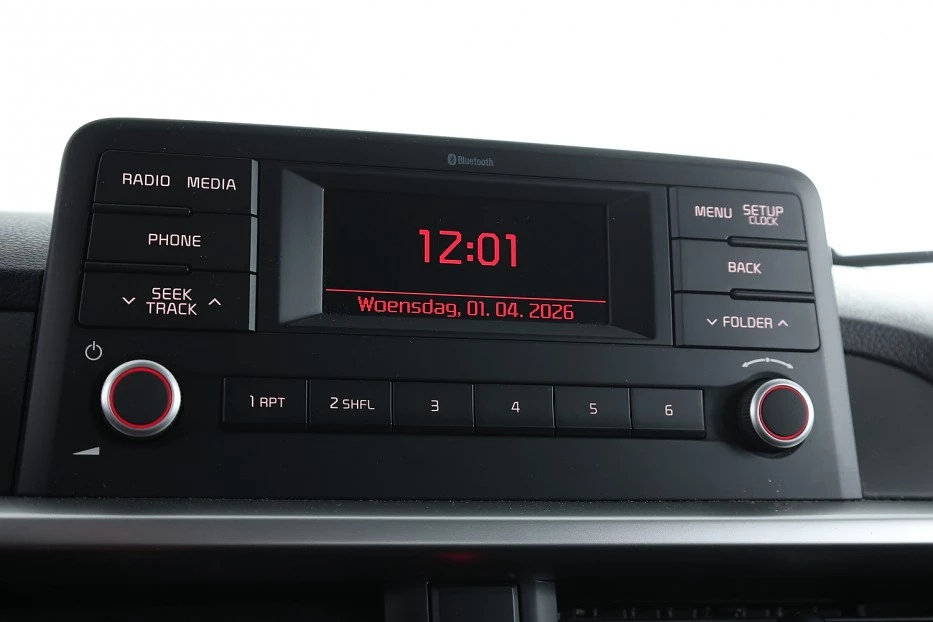 Bluetooth
RADIO MEDIA
PHONE
SEEK
TRACK
12:01
Woensdag, 01. 04. 2026
MENU SETUP
CLOCK
BACK
FOLDER
1 RPT
2 SHFL
3
4
5
6